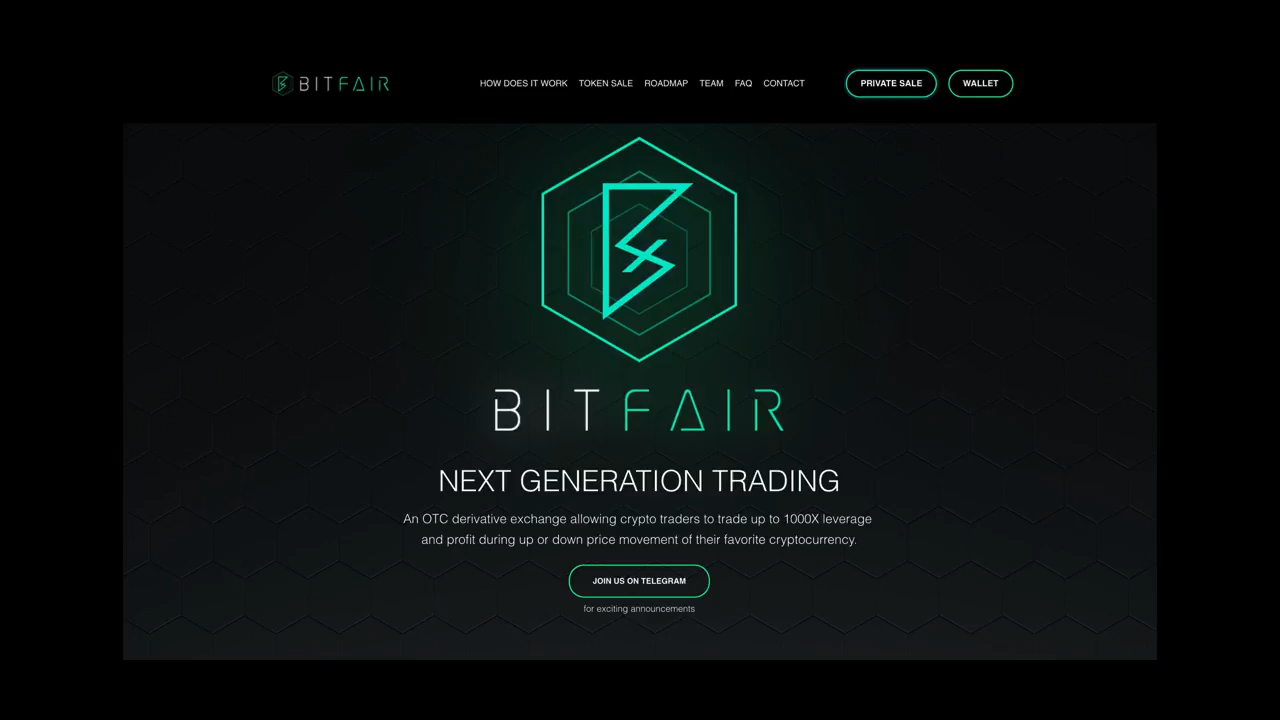 BITFAIR
HOW DOES IT WORK TOKEN SALE ROADMAP TEAM FAQ CONTACT PRIVATE SALE WALLET
BITFAIR
NEXT GENERATION TRADING
An OTC derivative exchange allowing crypto traders to trade up to 1000X leverage
and profit during up or down price movement of their favorite cryptocurrency.
JOIN US ON TELEGRAM
for exciting announcements